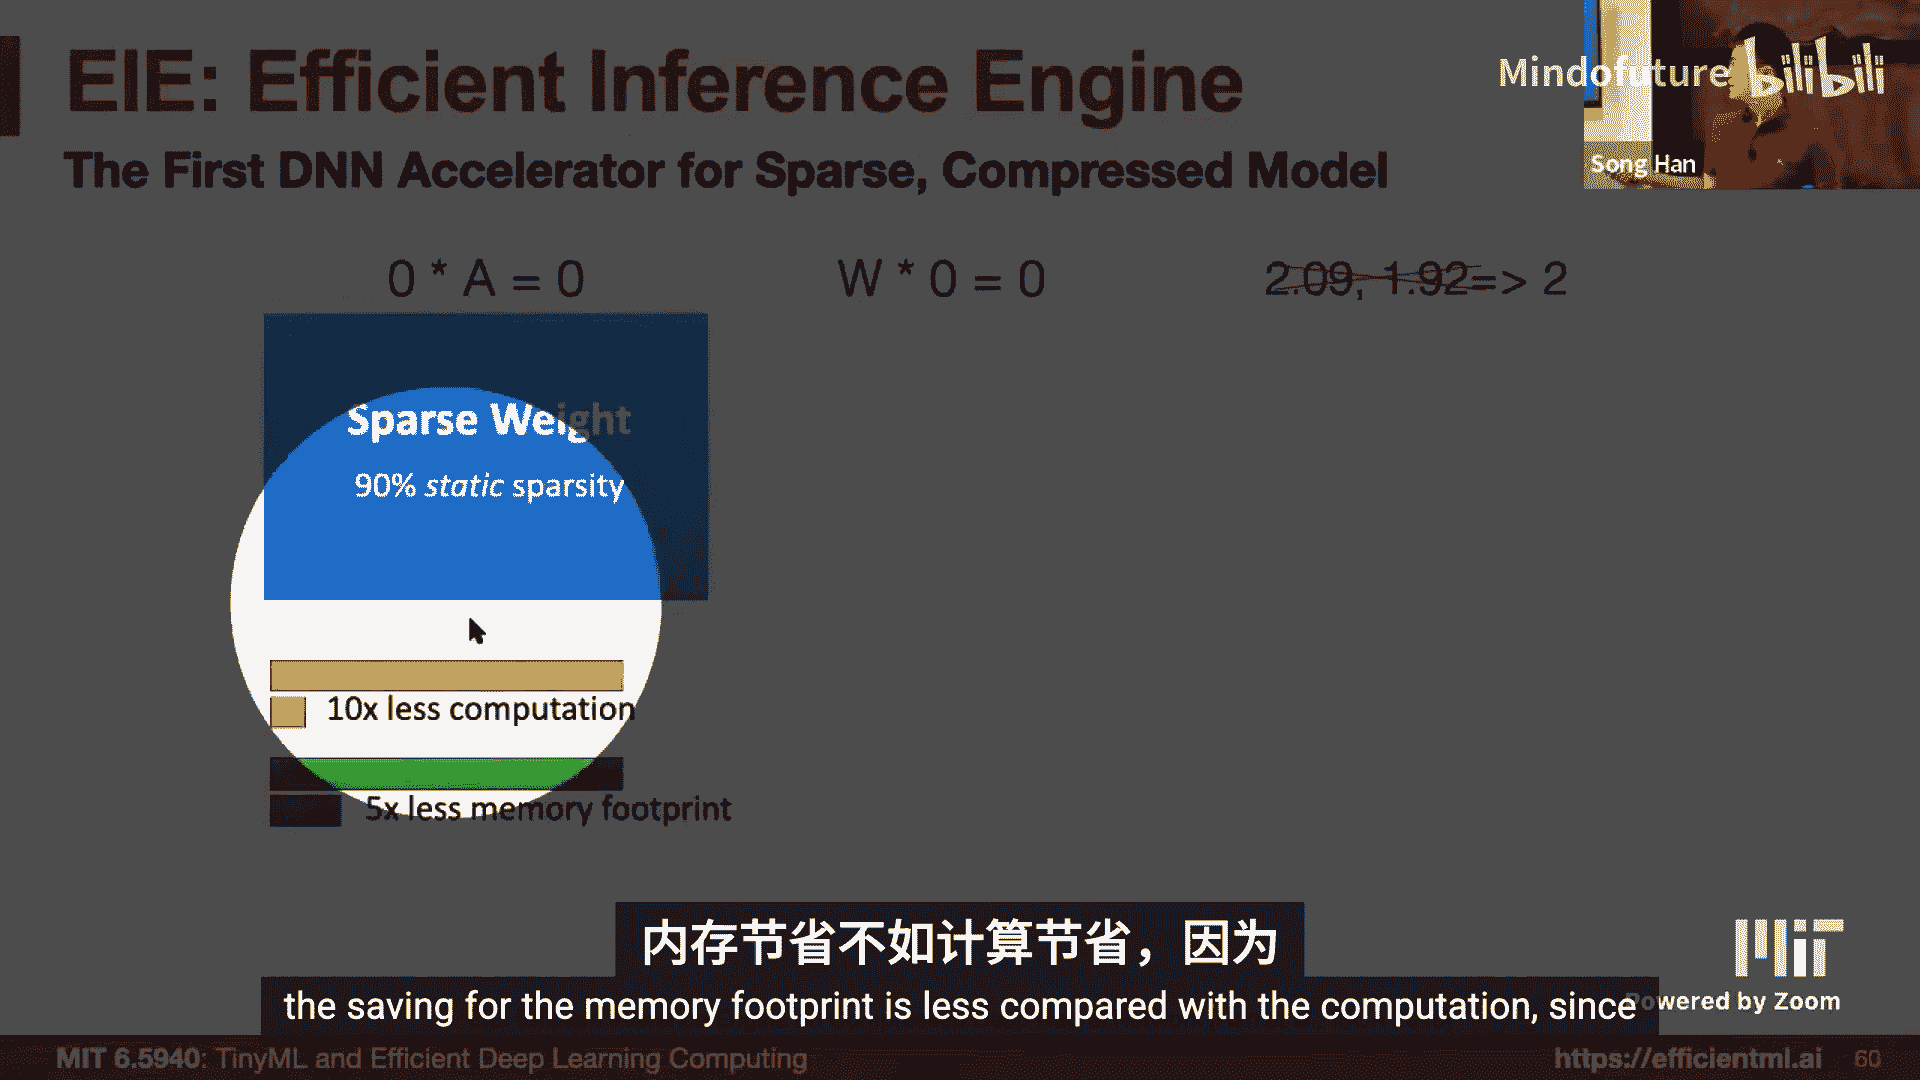 EIE: Efficient Inference Engine
The First DNN Accelerator for Sparse, Compressed Model
Mindofuture
bilibili
Song Han
0 * A = 0
W * 0 = 0
2.09, 1.92=> 2
Sparse Weight
90% static sparsity
10x less computation
5x less memory footprint
内存节省不如计算节省，因为
the saving for the memory footprint is less compared with the computation, since
MIT
Powered by Zoom
MIT 6.5940: TinyML and Efficient Deep Learning Computing
https://efficientml.ai
60